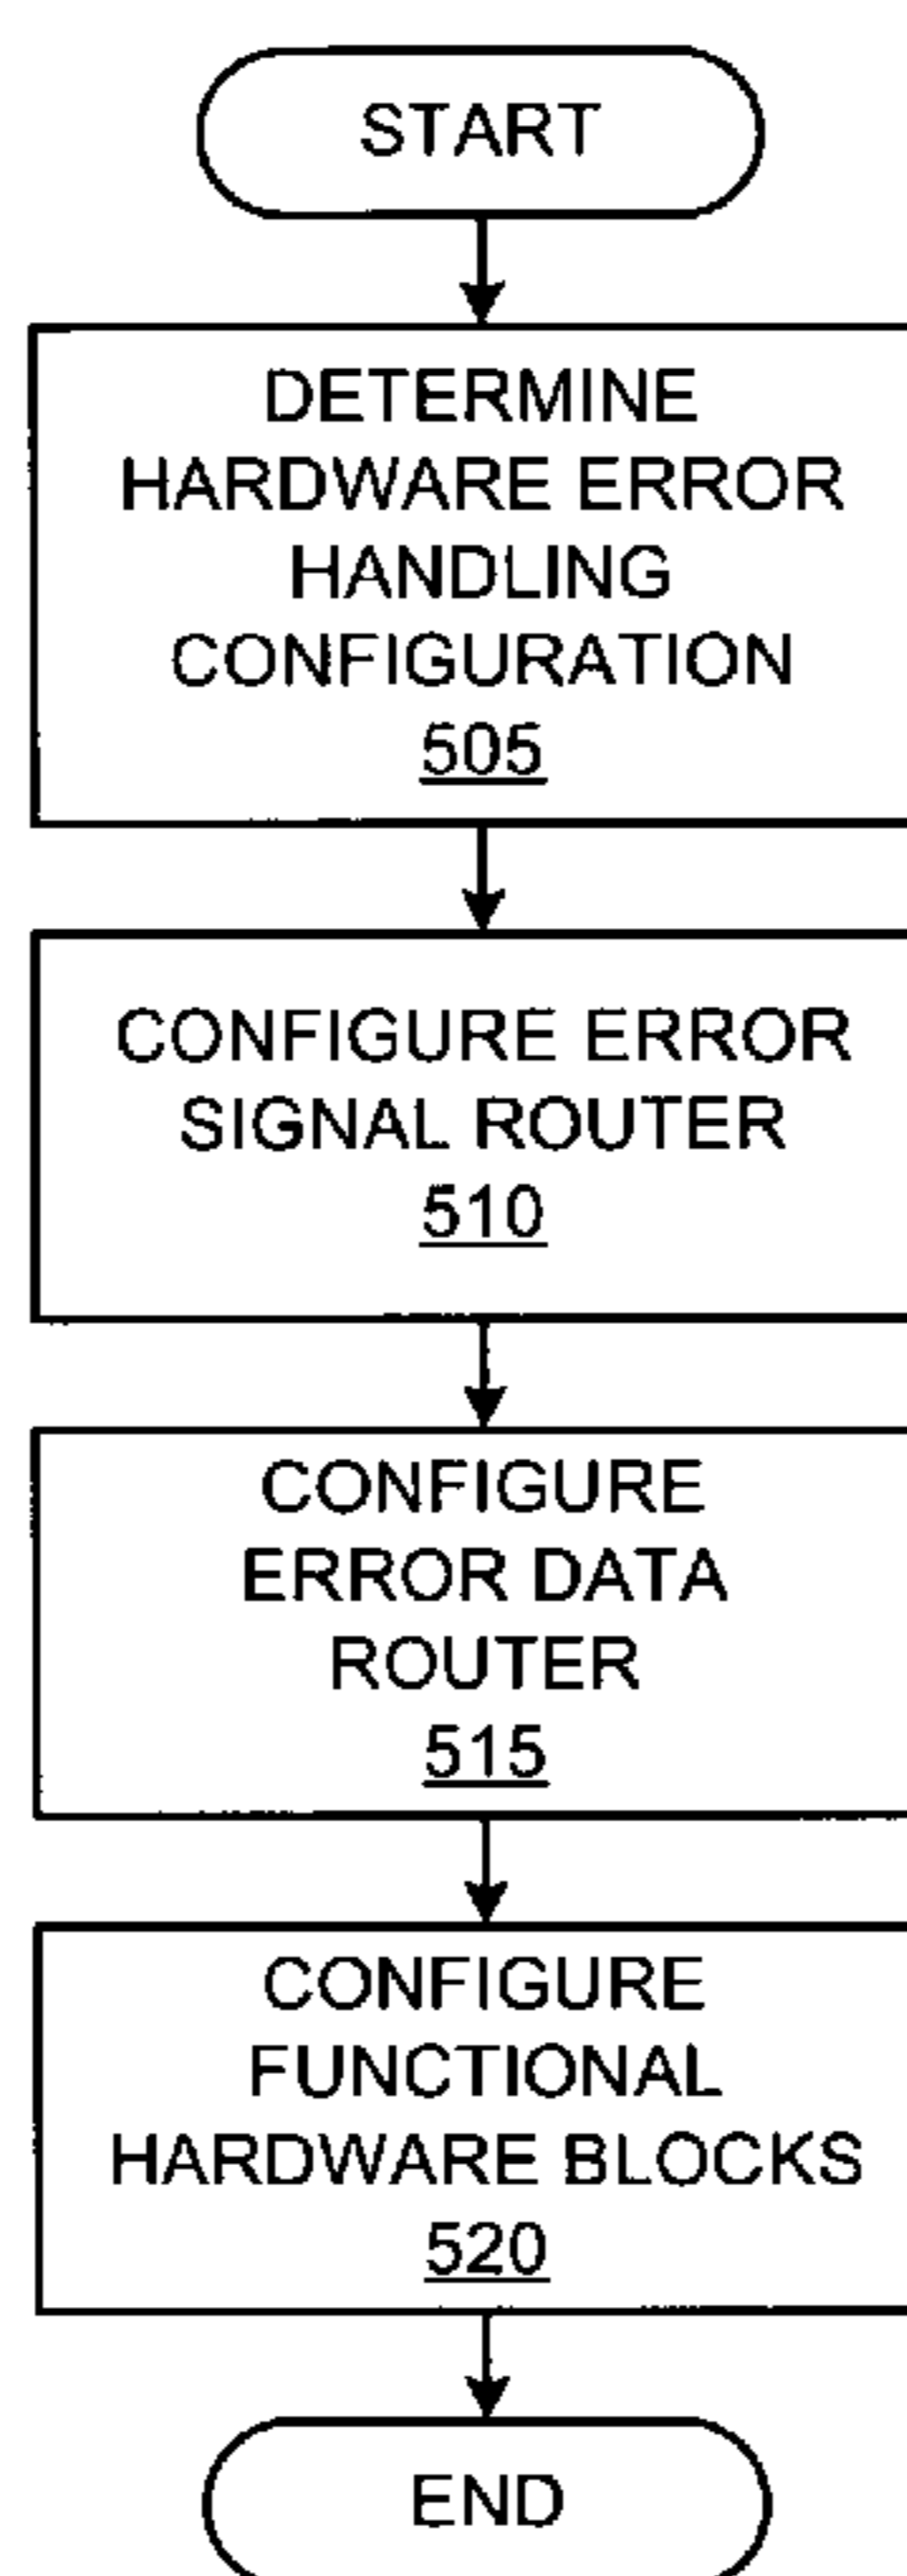 START
DETERMINE
HARDWARE ERROR
HANDLING
CONFIGURATION
505
CONFIGURE ERROR
SIGNAL ROUTER
510
CONFIGURE
ERROR DATA
ROUTER
515
CONFIGURE
FUNCTIONAL
HARDWARE BLOCKS
520
END